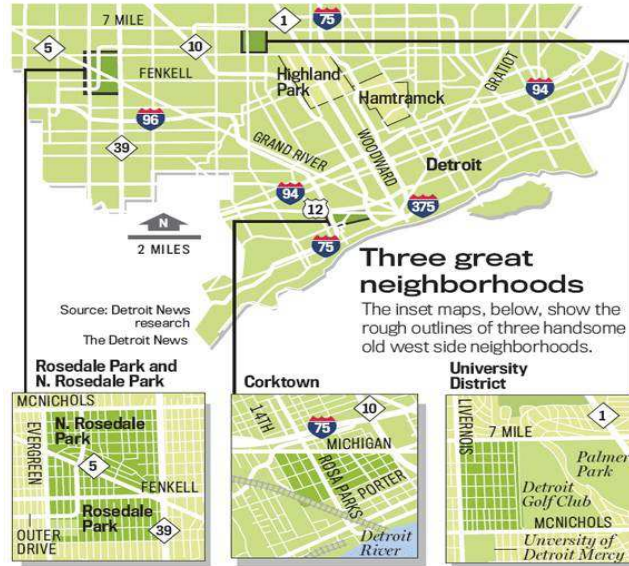 7 MILE
1
75
5
10
FENKELL
Highland
Park
Hamtramck
GRATIOT
94
96
39
GRAND RIVER
WOODWARD
Detroit
94
12
375
75
N
2 MILES
Three great
neighborhoods
The inset maps, below, show the
rough outlines of three handsome
old west side neighborhoods.
Source: Detroit News
research
The Detroit News
Rosedale Park and
N. Rosedale Park
MCNICHOLS
N. Rosedale
Park
EVERGREEN
5
FENKELL
Rosedale
Park
OUTER
DRIVE
39
Corktown
14TH
75
10
MICHIGAN
ROSA PARKS
PORTER
Detroit
River
University
District
LIVERNOIS
1
7 MILE
Palmer
Park
Detroit
Golf Club
MCNICHOLS
Unversity of
Detroit Mercy